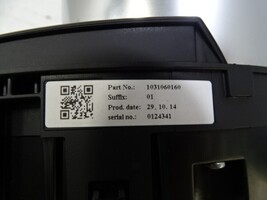 Part No.: 1031060160
Suffix: 01
Prod. date: 29, 10. 14
serial no.: 0124341